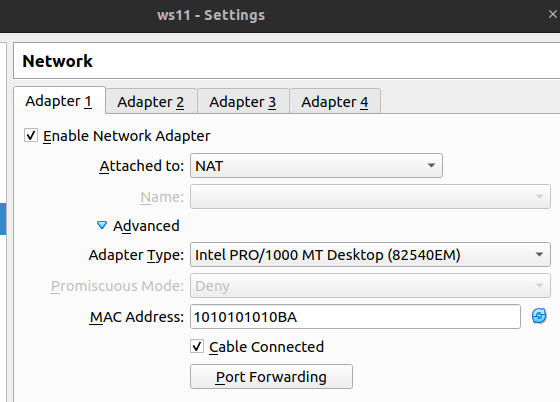 ws11 - Settings
Network
Adapter 1 Adapter 2 Adapter 3 Adapter 4
Enable Network Adapter
Attached to: NAT
Name:
Advanced
Adapter Type: Intel PRO/1000 MT Desktop (82540EM)
Promiscuous Mode: Deny
MAC Address: 1010101010BA
Cable Connected
Port Forwarding